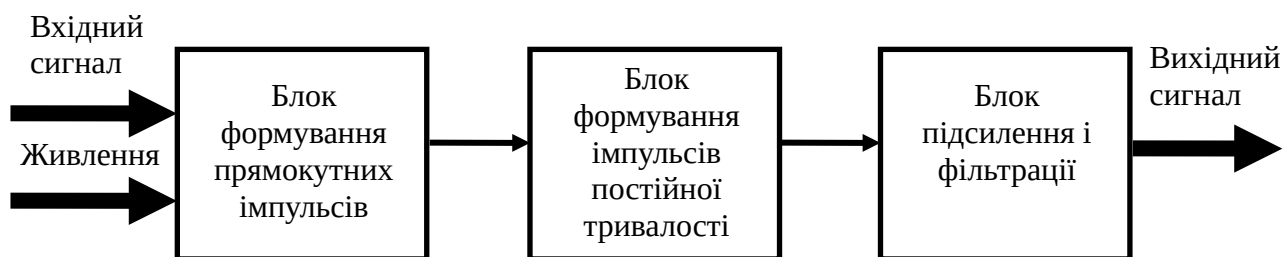 Вхідний
сигнал
Живлення
Блок
формування
прямокутних
імпульсів
Блок
формування
імпульсів
постійної
тривалості
Блок
підсилення і
фільтрації
Вихідний
сигнал